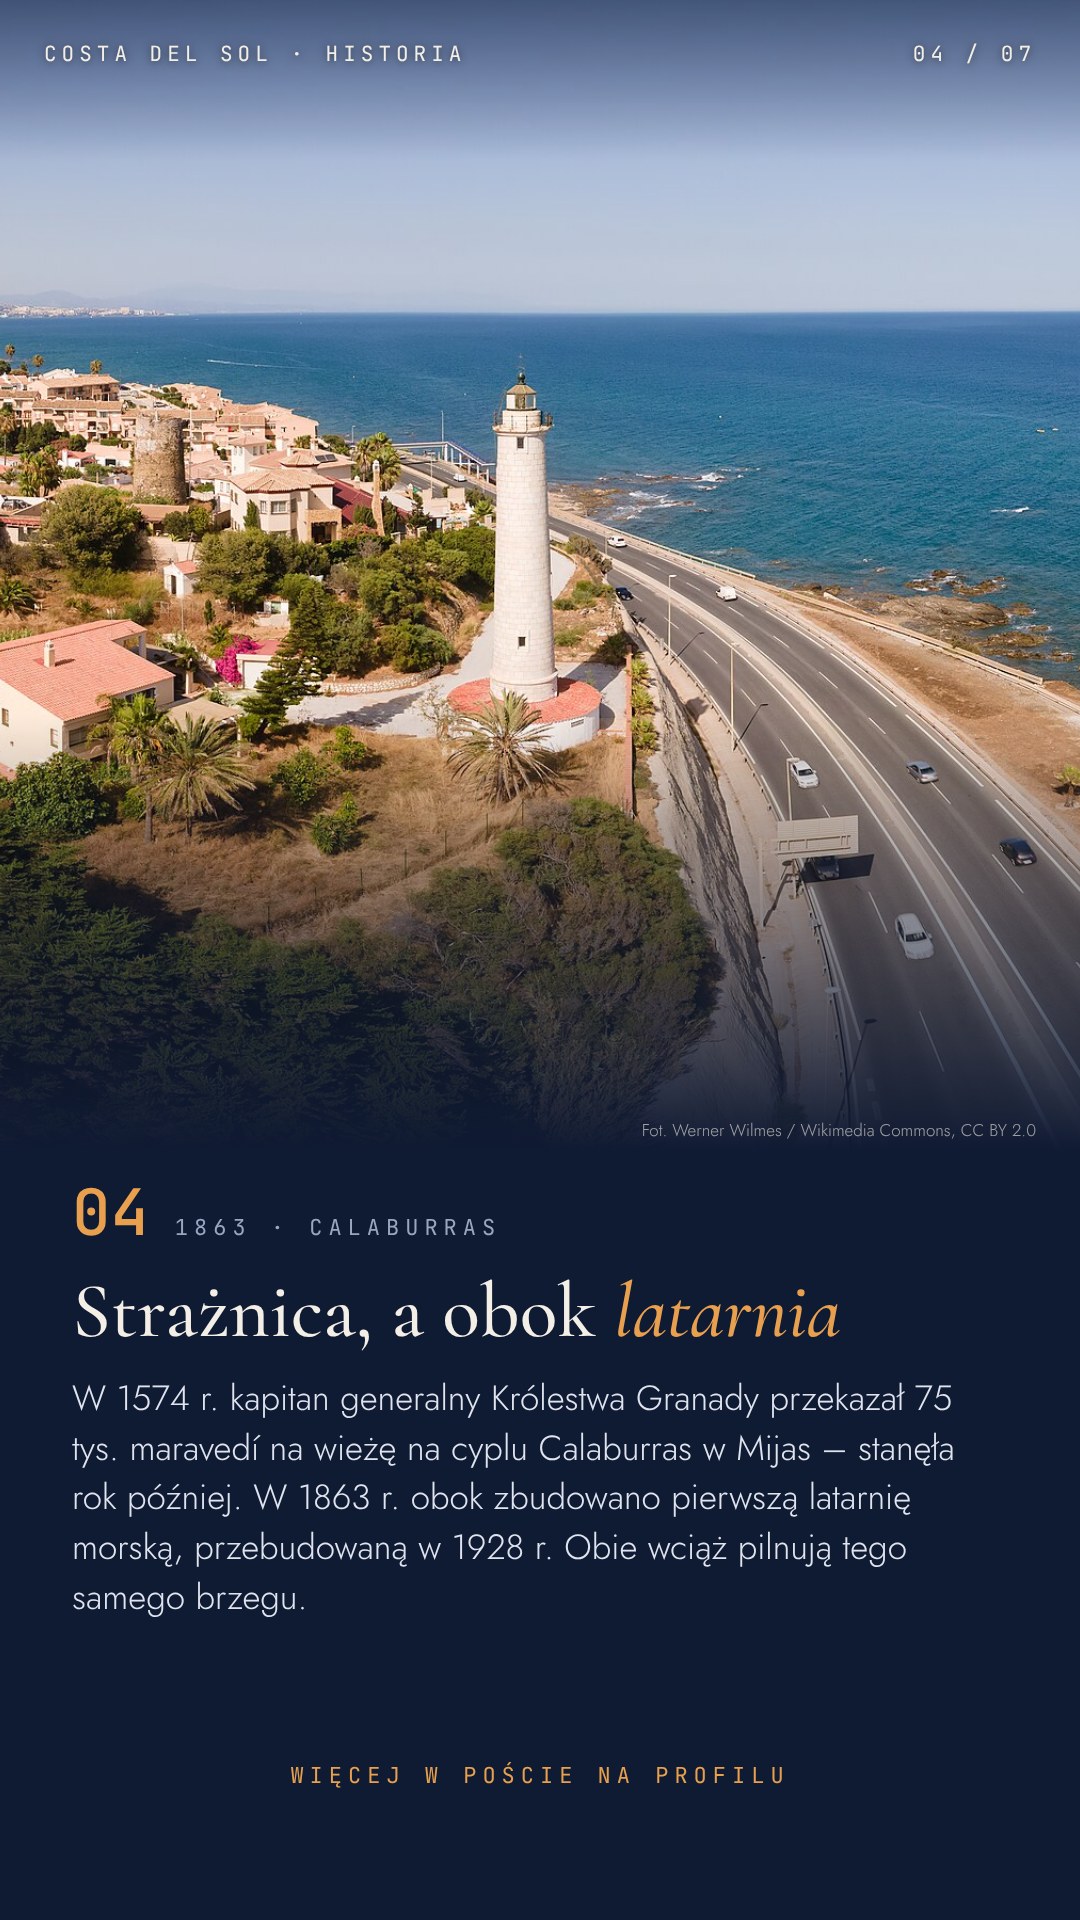 COSTA DEL SOL · HISTORIA
04 / 07
Fot. Werner Wilmes / Wikimedia Commons, CC BY 2.0
04 1863 · CALABURRAS
Strażnica, a obok latarnia
W 1574 r. kapitan generalny Królestwa Granady przekazał 75
tys. maravedí na wieżę na cyplu Calaburras w Mijas – stanęła
rok później. W 1863 r. obok zbudowano pierwszą latarnię
morską, przebudowaną w 1928 r. Obie wciąż pilnują tego
samego brzegu.
WIĘCEJ W POŚCIE NA PROFILU